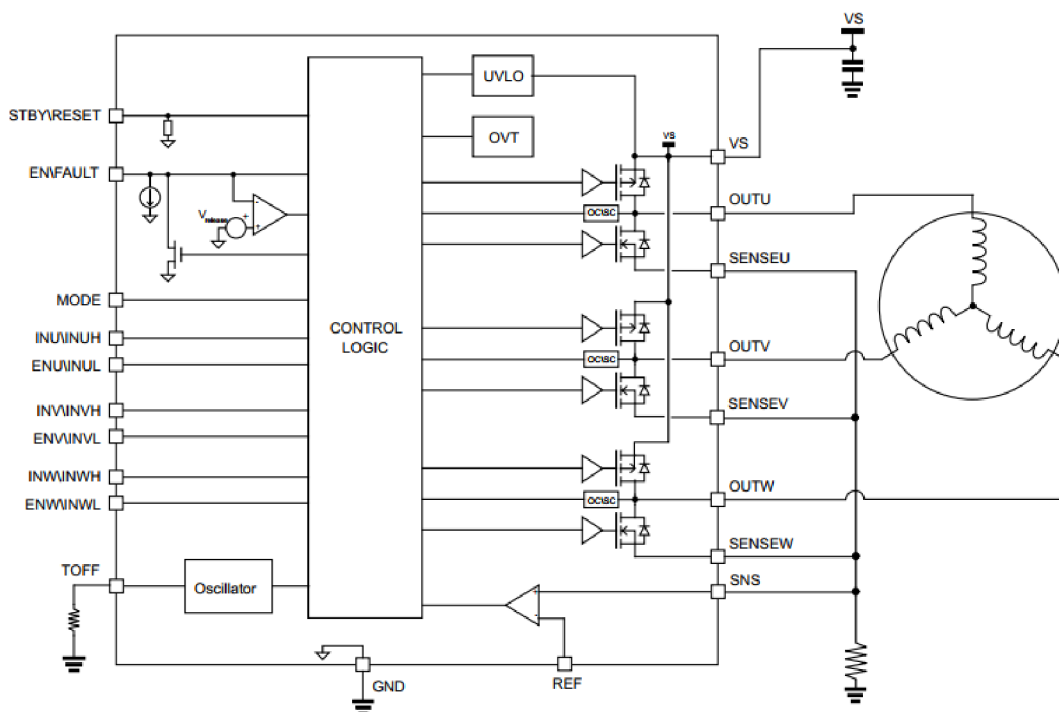 VS
UVLO
STBY\RESET
OVT
VS
VS
EN\FAULT
OUTU
OC\SC
Vrelease
+
-
+
SENSEU
MODE
CONTROL
LOGIC
INU\INUH
OUTV
OC\SC
ENU\INUL
INV\INVH
SENSEV
ENV\INVL
INW\INWH
OUTW
OC\SC
ENW\INWL
SENSEW
TOFF
SNS
Oscillator
+
-
GND
REF